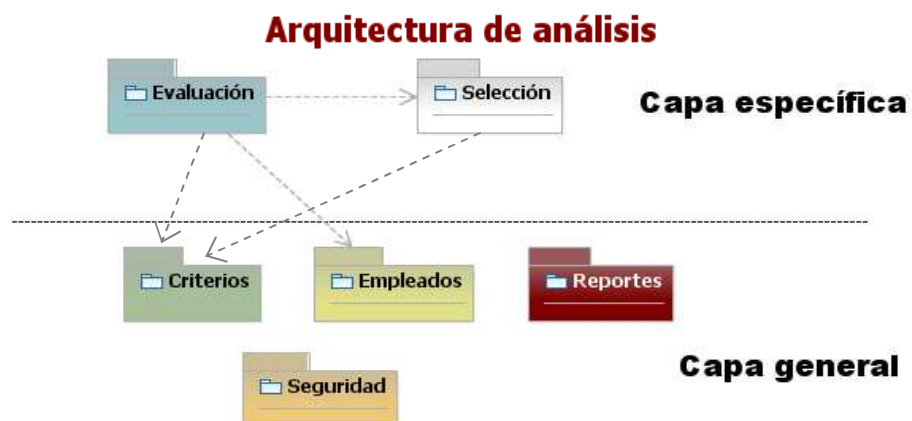 Arquitectura de análisis
Evaluación
Selección
Capa específica
Criterios
Empleados
Reportes
Capa general
Seguridad